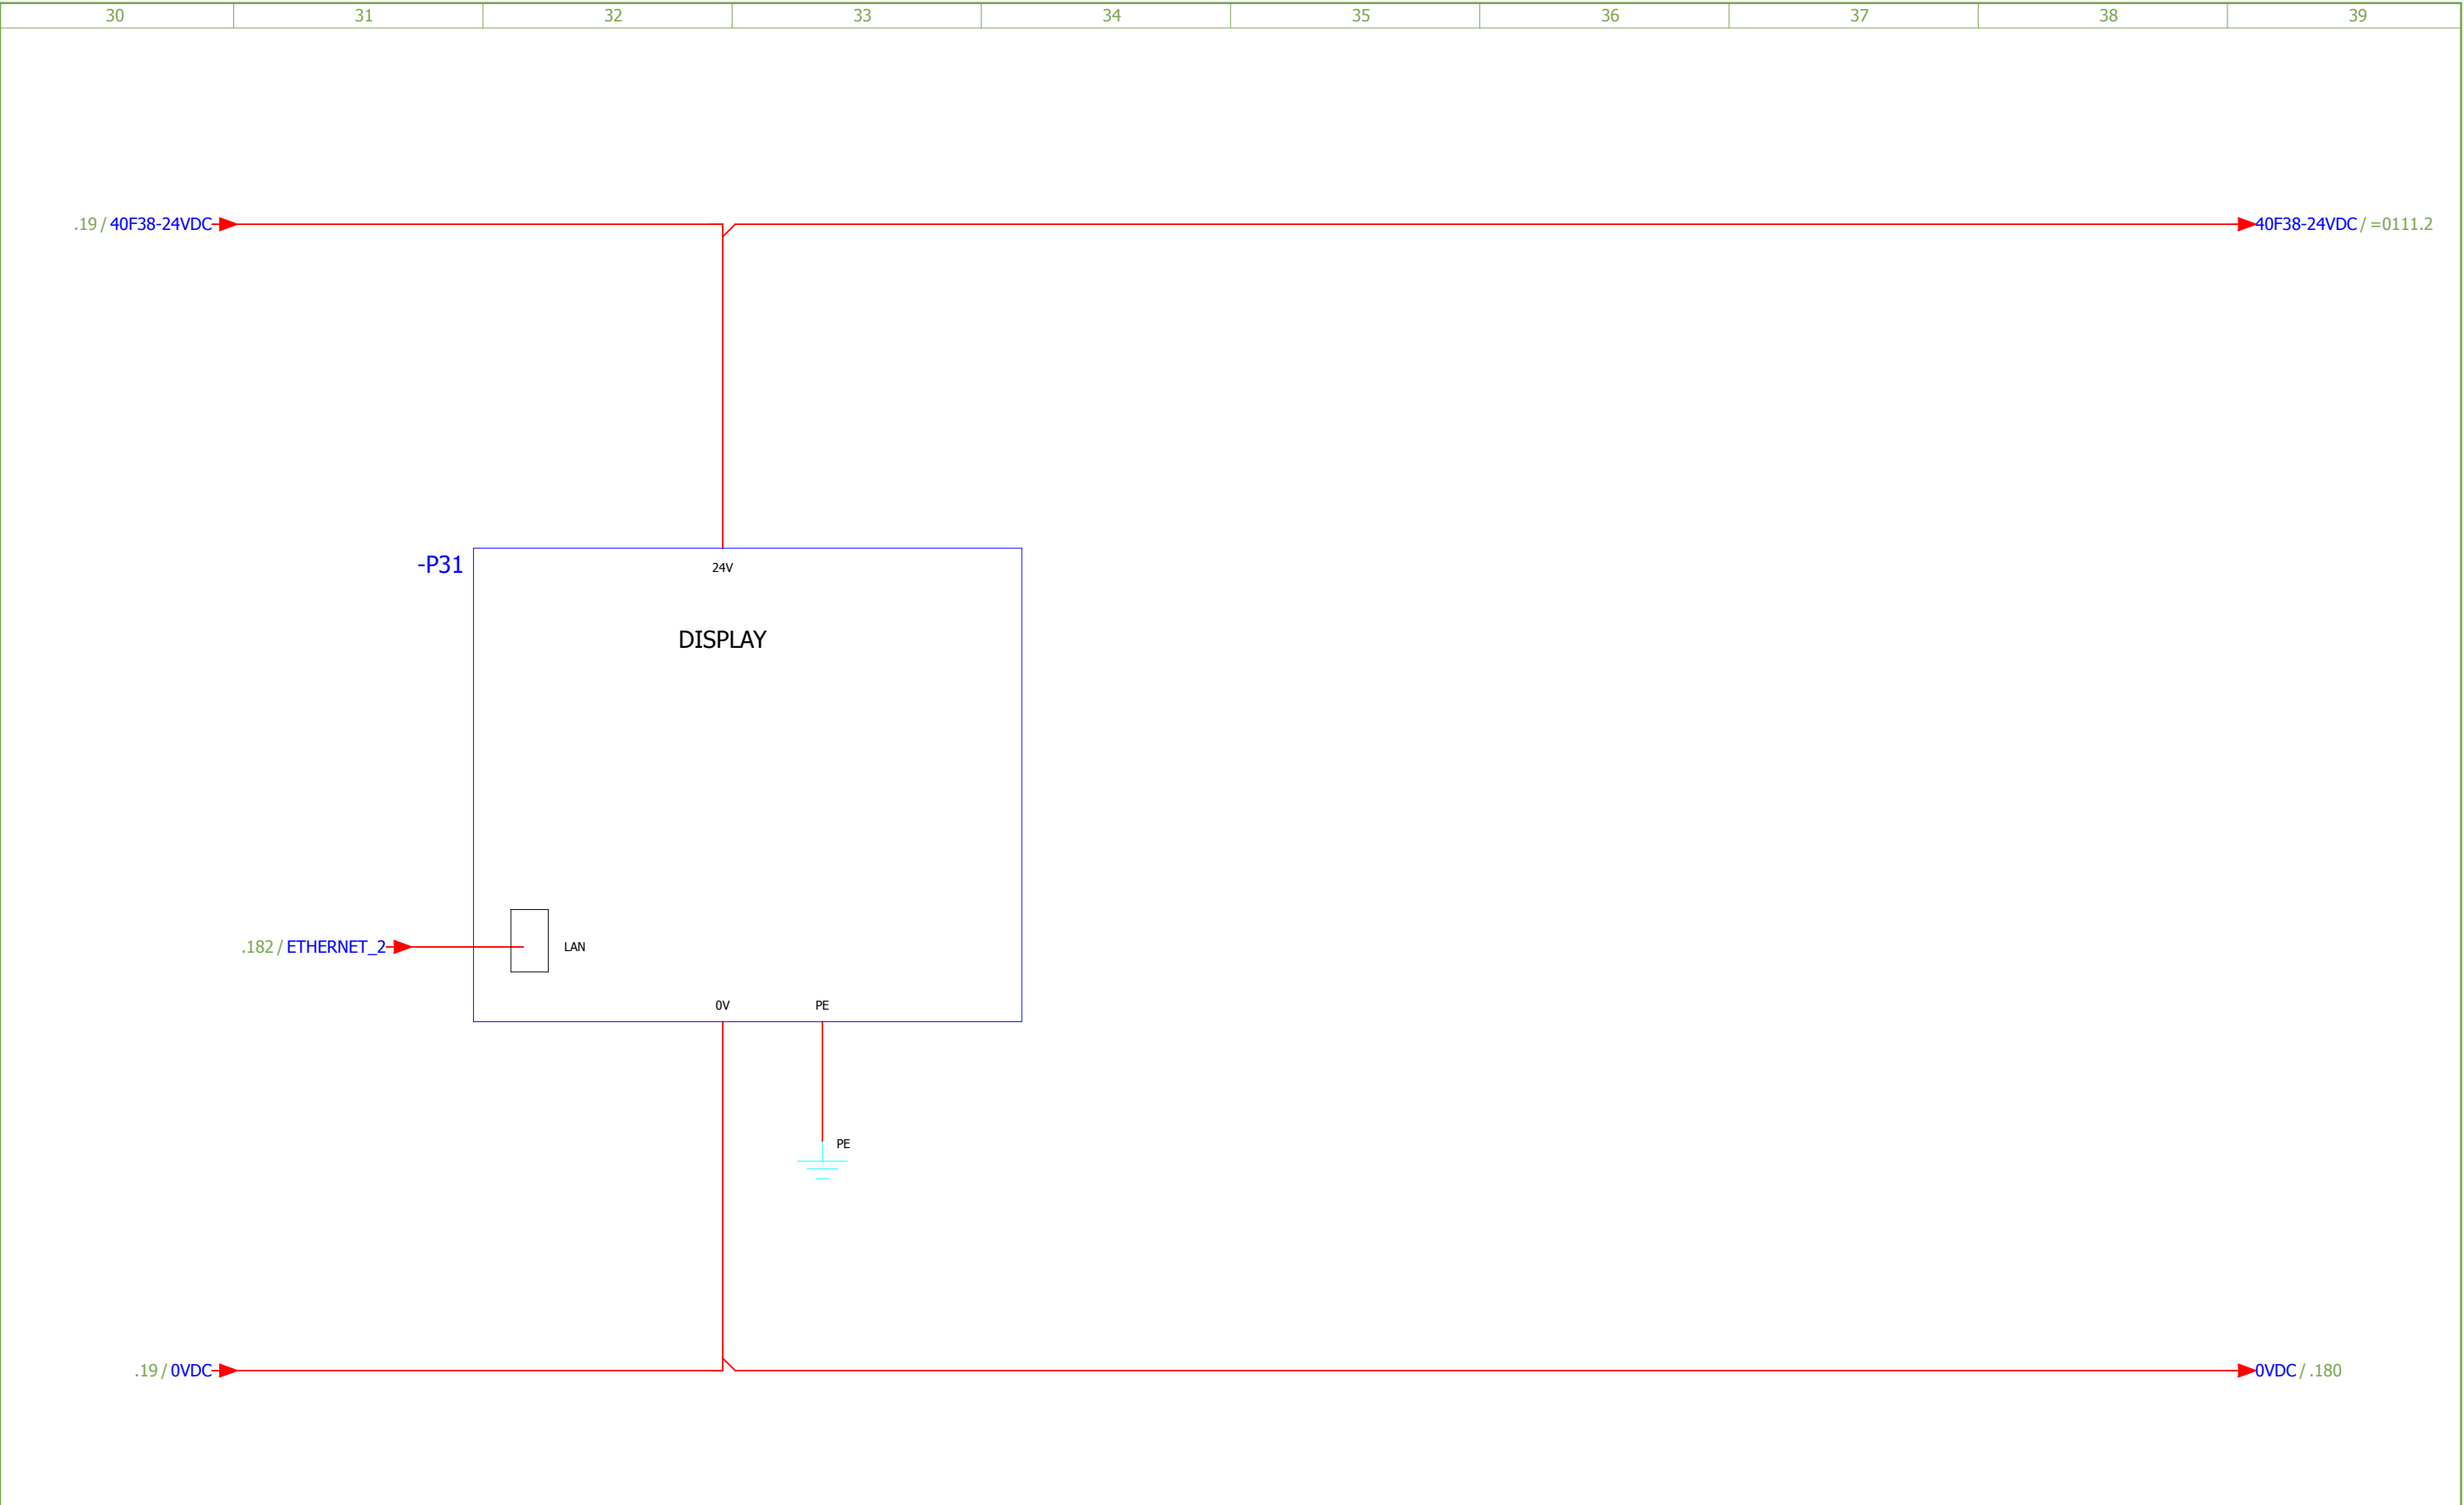 30 31 32 33 34 35 36 37 38 39
.19 / 40F38-24VDC 40F38-24VDC / =0111.2
-P31
24V
DISPLAY
.182 / ETHERNET_2 LAN
0V PE
PE
.19 / 0VDC 0VDC / .180